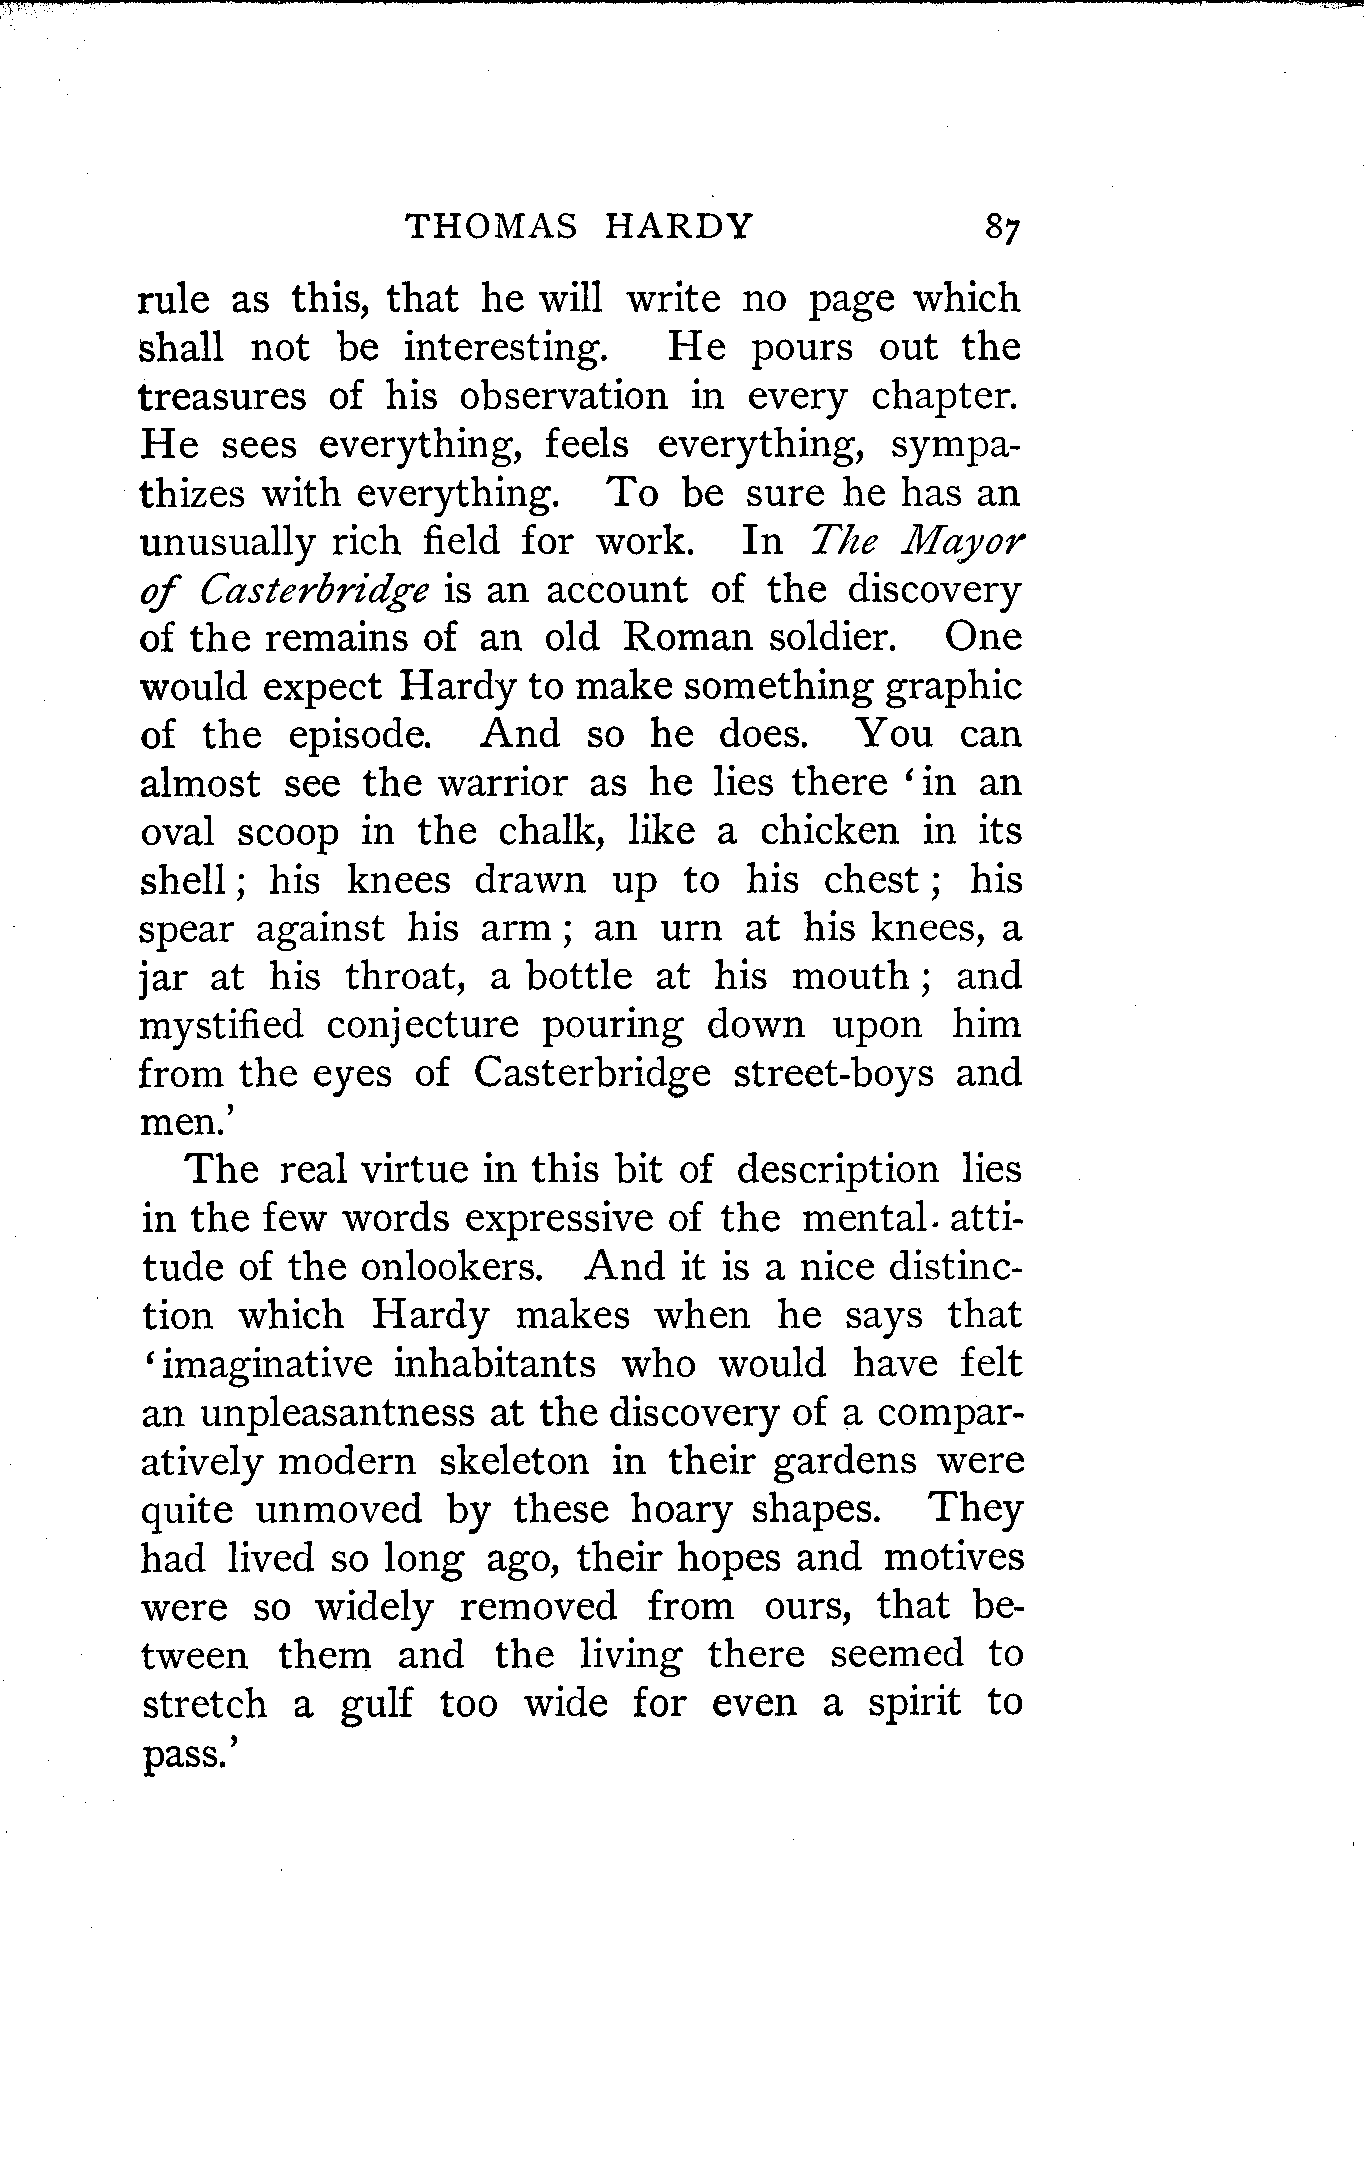 THOMAS HARDY 87
rule as this, that he will write no page which
shall not be interesting. He pours out the
treasures of his observation in every chapter.
He sees everything, feels everything, sympa-
thizes with everything. To be sure he has an
unusually rich field for work. In The Mayor
of Casterbridge is an account of the discovery
of the remains of an old Roman soldier. One
would expect Hardy to make something graphic
of the episode. And so he does. You can
almost see the warrior as he lies there ‘in an
oval scoop in the chalk, like a chicken in its
shell; his knees drawn up to his chest; his
spear against his arm; an urn at his knees, a
jar at his throat, a bottle at his mouth; and
mystified conjecture pouring down upon him
from the eyes of Casterbridge street-boys and
men.’
The real virtue in this bit of description lies
in the few words expressive of the mental atti-
tude of the onlookers. And it is a nice distinc-
tion which Hardy makes when he says that
‘imaginative inhabitants who would have felt
an unpleasantness at the discovery of a compar-
atively modern skeleton in their gardens were
quite unmoved by these hoary shapes. They
had lived so long ago, their hopes and motives
were so widely removed from ours, that be-
tween them and the living there seemed to
stretch a gulf too wide for even a spirit to
pass.’